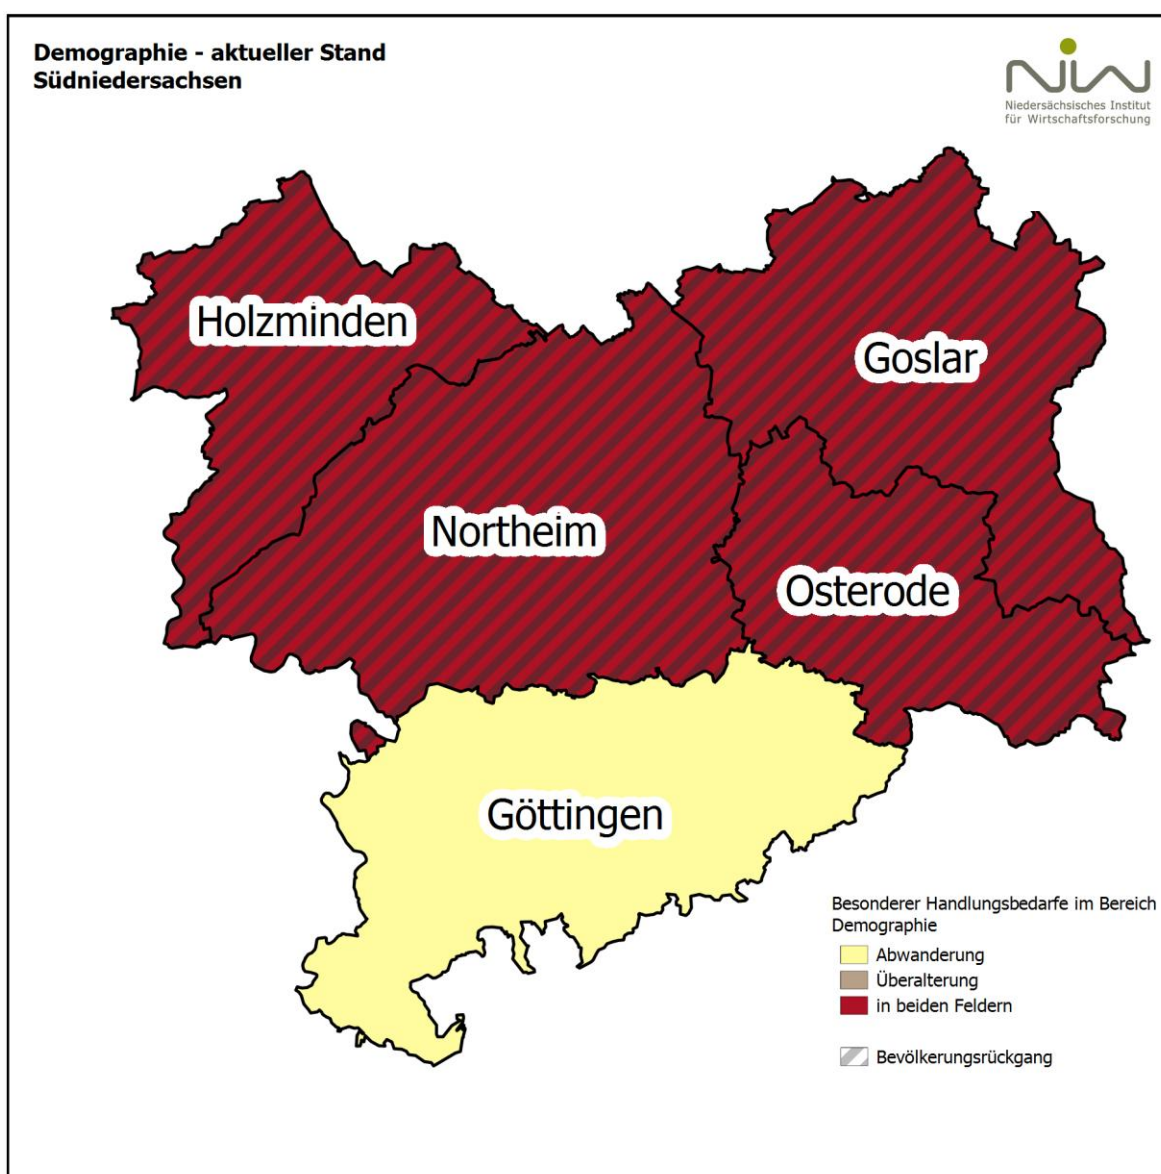 Demographie - aktueller Stand
Südniedersachsen
NIW
Niedersächsisches Institut
für Wirtschaftsforschung
Holzminden
Goslar
Northeim
Osterode
Göttingen
Besonderer Handlungsbedarfe im Bereich
Demographie
Abwanderung
Überalterung
in beiden Feldern
Bevölkerungsrückgang